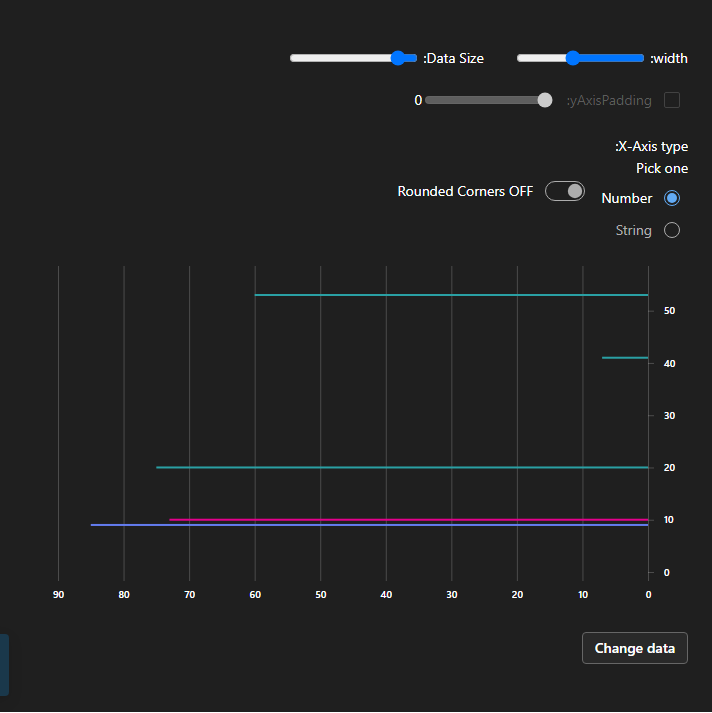 :width
:Data Size
:yAxisPadding
0
:X-Axis type
Pick one
Number
Rounded Corners OFF
String
50
40
30
20
10
0
90 80 70 60 50 40 30 20 10 0
Change data